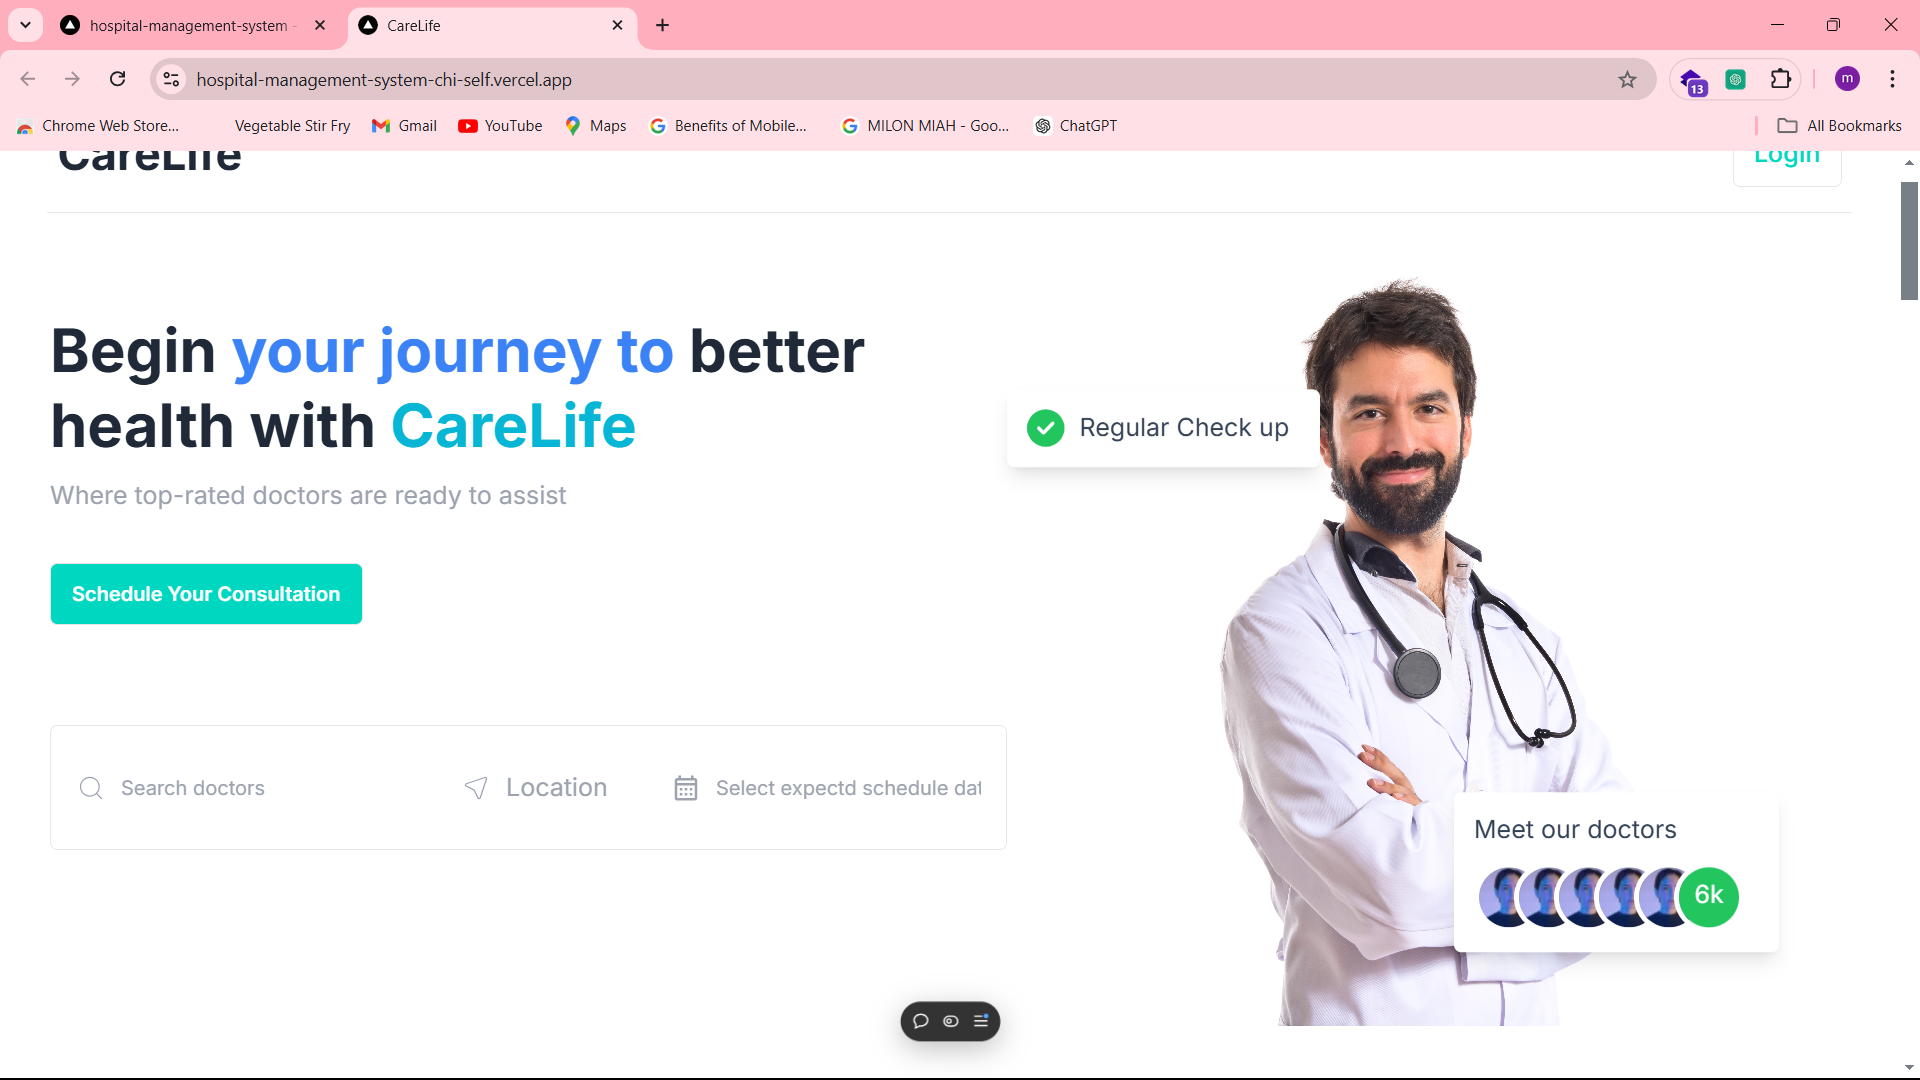 hospital-management-system -
CareLife
hospital-management-system-chi-self.vercel.app
13
m
Chrome Web Store...
Vegetable Stir Fry
Gmail
YouTube
Maps
Benefits of Mobile...
MILON MIAH - Goo...
ChatGPT
All Bookmarks
CareLife
Login
Begin your journey to better
health with CareLife
Where top-rated doctors are ready to assist
Schedule Your Consultation
Regular Check up
Search doctors
Location
Select expectd schedule dat
Meet our doctors
6k